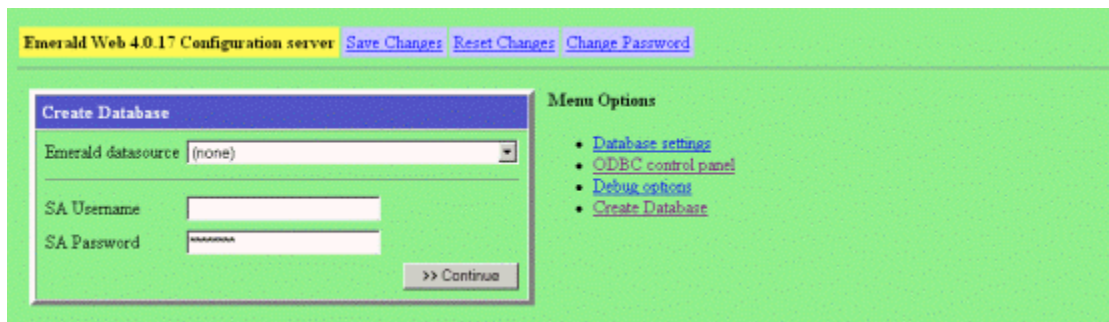 Emerald Web 4.0.17 Configuration server Save Changes Reset Changes Change Password
Create Database
Emerald datasource (none)
SA Username
SA Password ********
>> Continue
Menu Options
Database settings
ODBC control panel
Debug options
Create Database